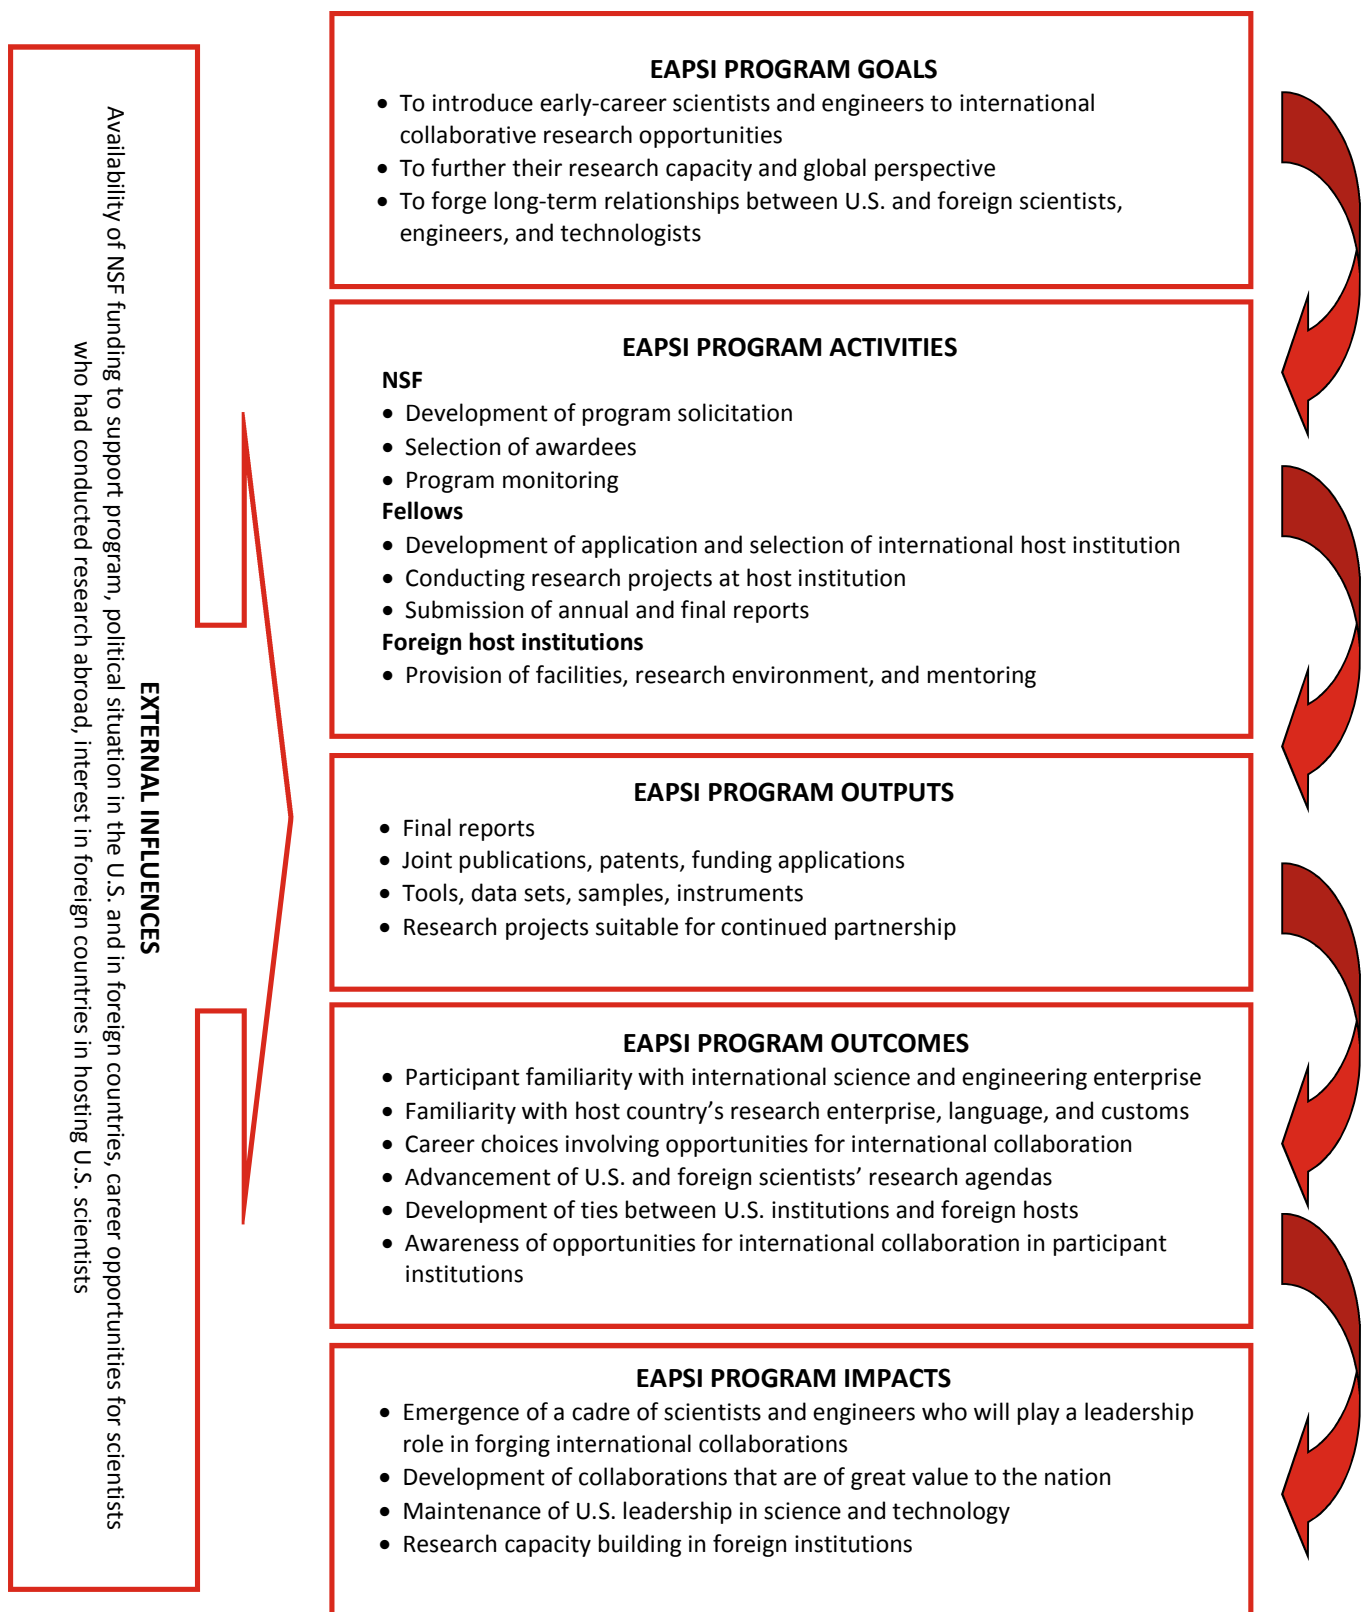 EXTERNAL INFLUENCES
Availability of NSF funding to support program, political situation in the U.S. and in foreign countries, career opportunities for scientists
who had conducted research abroad, interest in foreign countries in hosting U.S. scientists
EAPSI PROGRAM GOALS
• To introduce early-career scientists and engineers to international
collaborative research opportunities
• To further their research capacity and global perspective
• To forge long-term relationships between U.S. and foreign scientists,
engineers, and technologists
EAPSI PROGRAM ACTIVITIES
NSF
• Development of program solicitation
• Selection of awardees
• Program monitoring
Fellows
• Development of application and selection of international host institution
• Conducting research projects at host institution
• Submission of annual and final reports
Foreign host institutions
• Provision of facilities, research environment, and mentoring
EAPSI PROGRAM OUTPUTS
• Final reports
• Joint publications, patents, funding applications
• Tools, data sets, samples, instruments
• Research projects suitable for continued partnership
EAPSI PROGRAM OUTCOMES
• Participant familiarity with international science and engineering enterprise
• Familiarity with host country’s research enterprise, language, and customs
• Career choices involving opportunities for international collaboration
• Advancement of U.S. and foreign scientists’ research agendas
• Development of ties between U.S. institutions and foreign hosts
• Awareness of opportunities for international collaboration in participant
institutions
EAPSI PROGRAM IMPACTS
• Emergence of a cadre of scientists and engineers who will play a leadership
role in forging international collaborations
• Development of collaborations that are of great value to the nation
• Maintenance of U.S. leadership in science and technology
• Research capacity building in foreign institutions